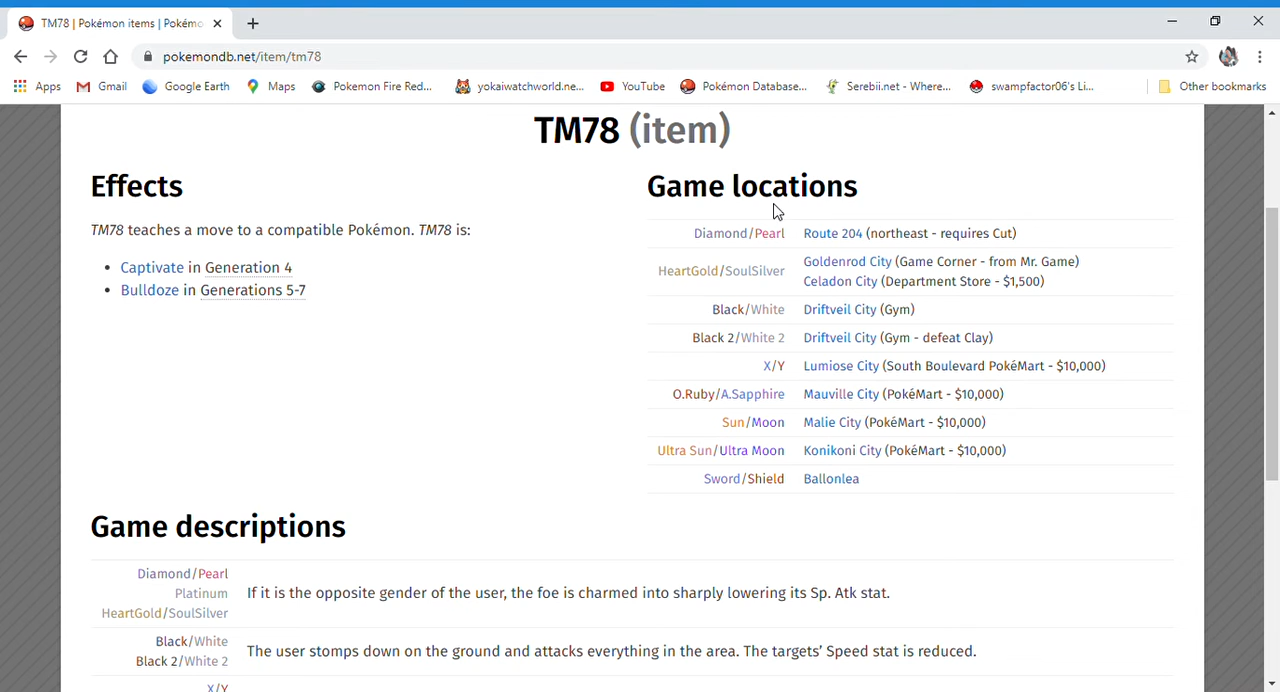 TM78 | Pokémon items | Pokémo
pokemondb.net/item/tm78
Apps Gmail Google Earth Maps Pokemon Fire Red... yokaiwatchworld.ne... YouTube Pokémon Database... Serebii.net - Where... swampfactor06's Li... Other bookmarks
TM78 (item)
Effects
TM78 teaches a move to a compatible Pokémon. TM78 is:
• Captivate in Generation 4
• Bulldoze in Generations 5-7
Game locations
Diamond/Pearl Route 204 (northeast - requires Cut)
HeartGold/SoulSilver Goldenrod City (Game Corner - from Mr. Game)
Celadon City (Department Store - $1,500)
Black/White Driftveil City (Gym)
Black 2/White 2 Driftveil City (Gym - defeat Clay)
X/Y Lumiose City (South Boulevard PokéMart - $10,000)
O.Ruby/A.Sapphire Mauville City (PokéMart - $10,000)
Sun/Moon Malie City (PokéMart - $10,000)
Ultra Sun/Ultra Moon Konikoni City (PokéMart - $10,000)
Sword/Shield Ballonlea
Game descriptions
Diamond/Pearl
Platinum
HeartGold/SoulSilver
If it is the opposite gender of the user, the foe is charmed into sharply lowering its Sp. Atk stat.
Black/White
Black 2/White 2
The user stomps down on the ground and attacks everything in the area. The targets' Speed stat is reduced.
X/Y